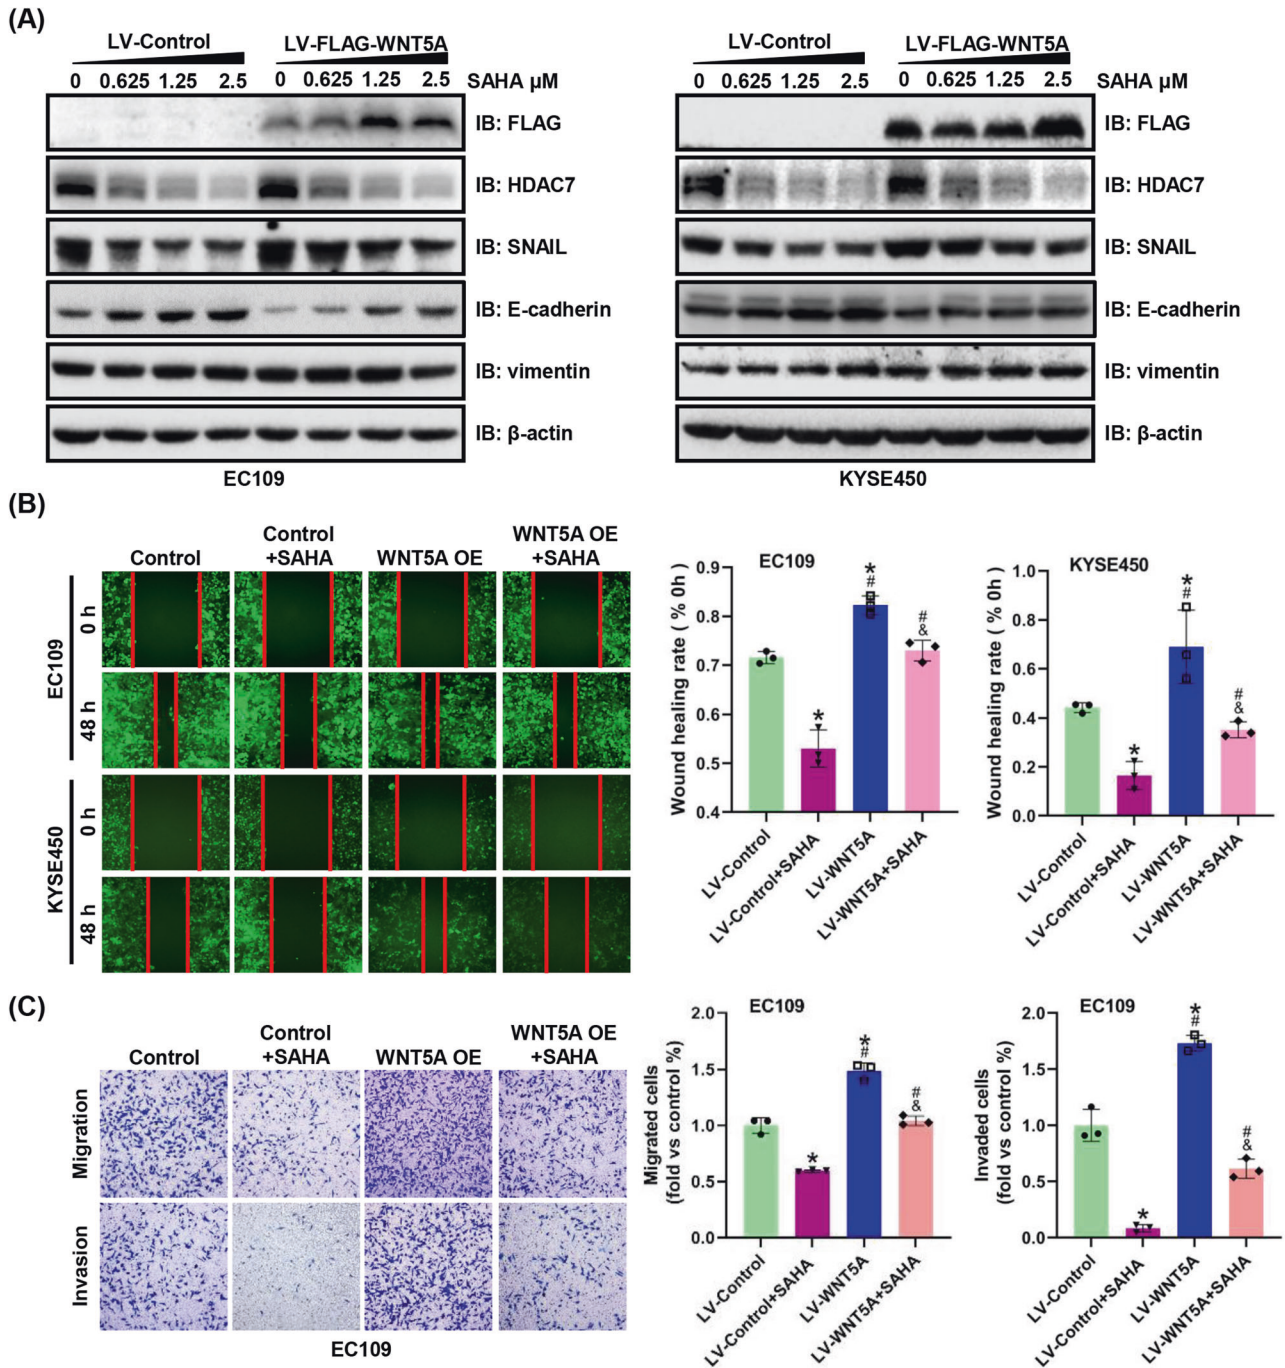 (A)
LV-Control LV-FLAG-WNT5A
0 0.625 1.25 2.5 0 0.625 1.25 2.5 SAHA μM
IB: FLAG
IB: HDAC7
IB: SNAIL
IB: E-cadherin
IB: vimentin
IB: β-actin
EC109
LV-Control LV-FLAG-WNT5A
0 0.625 1.25 2.5 0 0.625 1.25 2.5 SAHA μM
IB: FLAG
IB: HDAC7
IB: SNAIL
IB: E-cadherin
IB: vimentin
IB: β-actin
KYSE450
(B)
Control
Control
+SAHA
WNT5A OE
WNT5A OE
+SAHA
EC109
0 h
48 h
KYSE450
0 h
48 h
EC109
Wound healing rate ( % 0h )
0.9
0.8
0.7
0.6
0.5
0.4
*
*
#
#
&
LV-Control
LV-Control+SAHA
LV-WNT5A
LV-WNT5A+SAHA
KYSE450
Wound healing rate ( % 0h )
1.0
0.8
0.6
0.4
0.2
0.0
*
*
#
#
&
LV-Control
LV-Control+SAHA
LV-WNT5A
LV-WNT5A+SAHA
(C)
Control
Control
+SAHA
WNT5A OE
WNT5A OE
+SAHA
Migration
Invasion
EC109
EC109
Migrated cells
(fold vs control %)
2.0
1.5
1.0
0.5
0.0
*
*
#
#
&
LV-Control
LV-Control+SAHA
LV-WNT5A
LV-WNT5A+SAHA
EC109
Invaded cells
(fold vs control %)
2.0
1.5
1.0
0.5
0.0
*
*
#
#
&
LV-Control
LV-Control+SAHA
LV-WNT5A
LV-WNT5A+SAHA